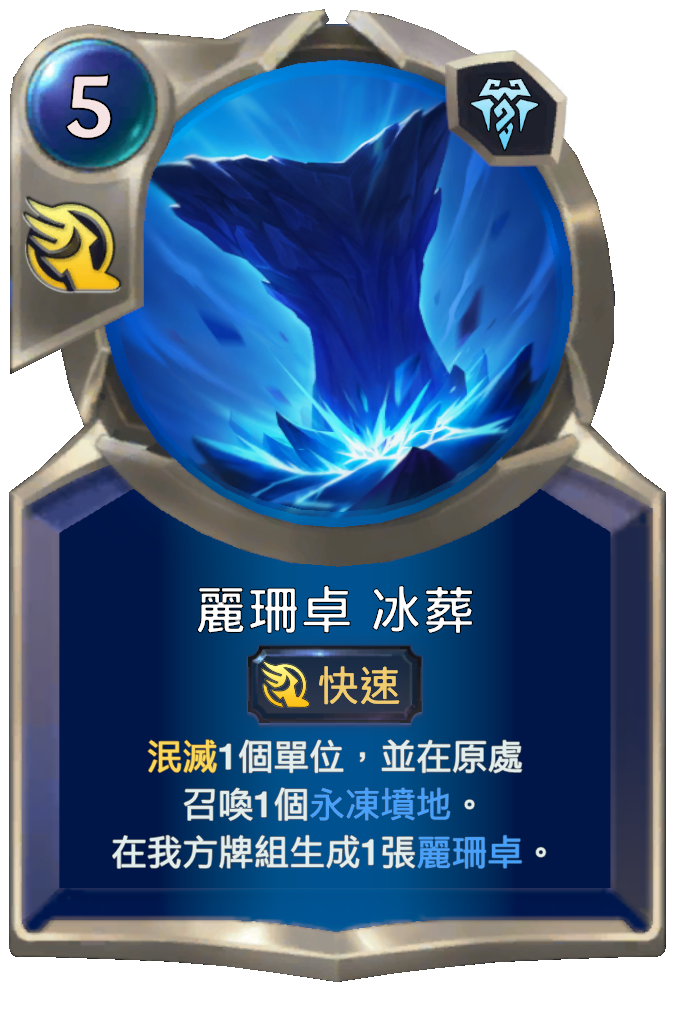 5
麗珊卓 冰葬
快速
泯滅1個單位，並在原處
召喚1個永凍墳地。
在我方牌組生成1張麗珊卓。